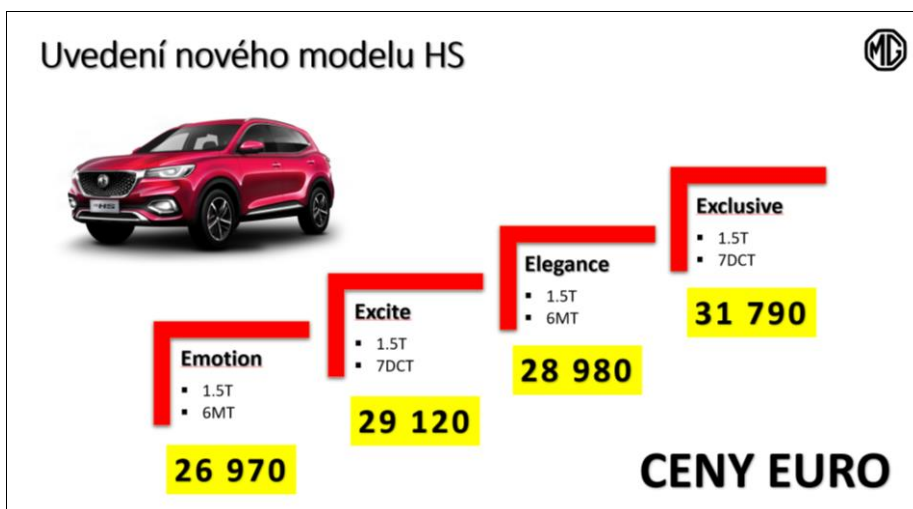 Uvedení nového modelu HS
MG
HS
Emotion
▪ 1.5T
▪ 6MT
26 970
Excite
▪ 1.5T
▪ 7DCT
29 120
Elegance
▪ 1.5T
▪ 6MT
28 980
Exclusive
▪ 1.5T
▪ 7DCT
31 790
CENY EURO